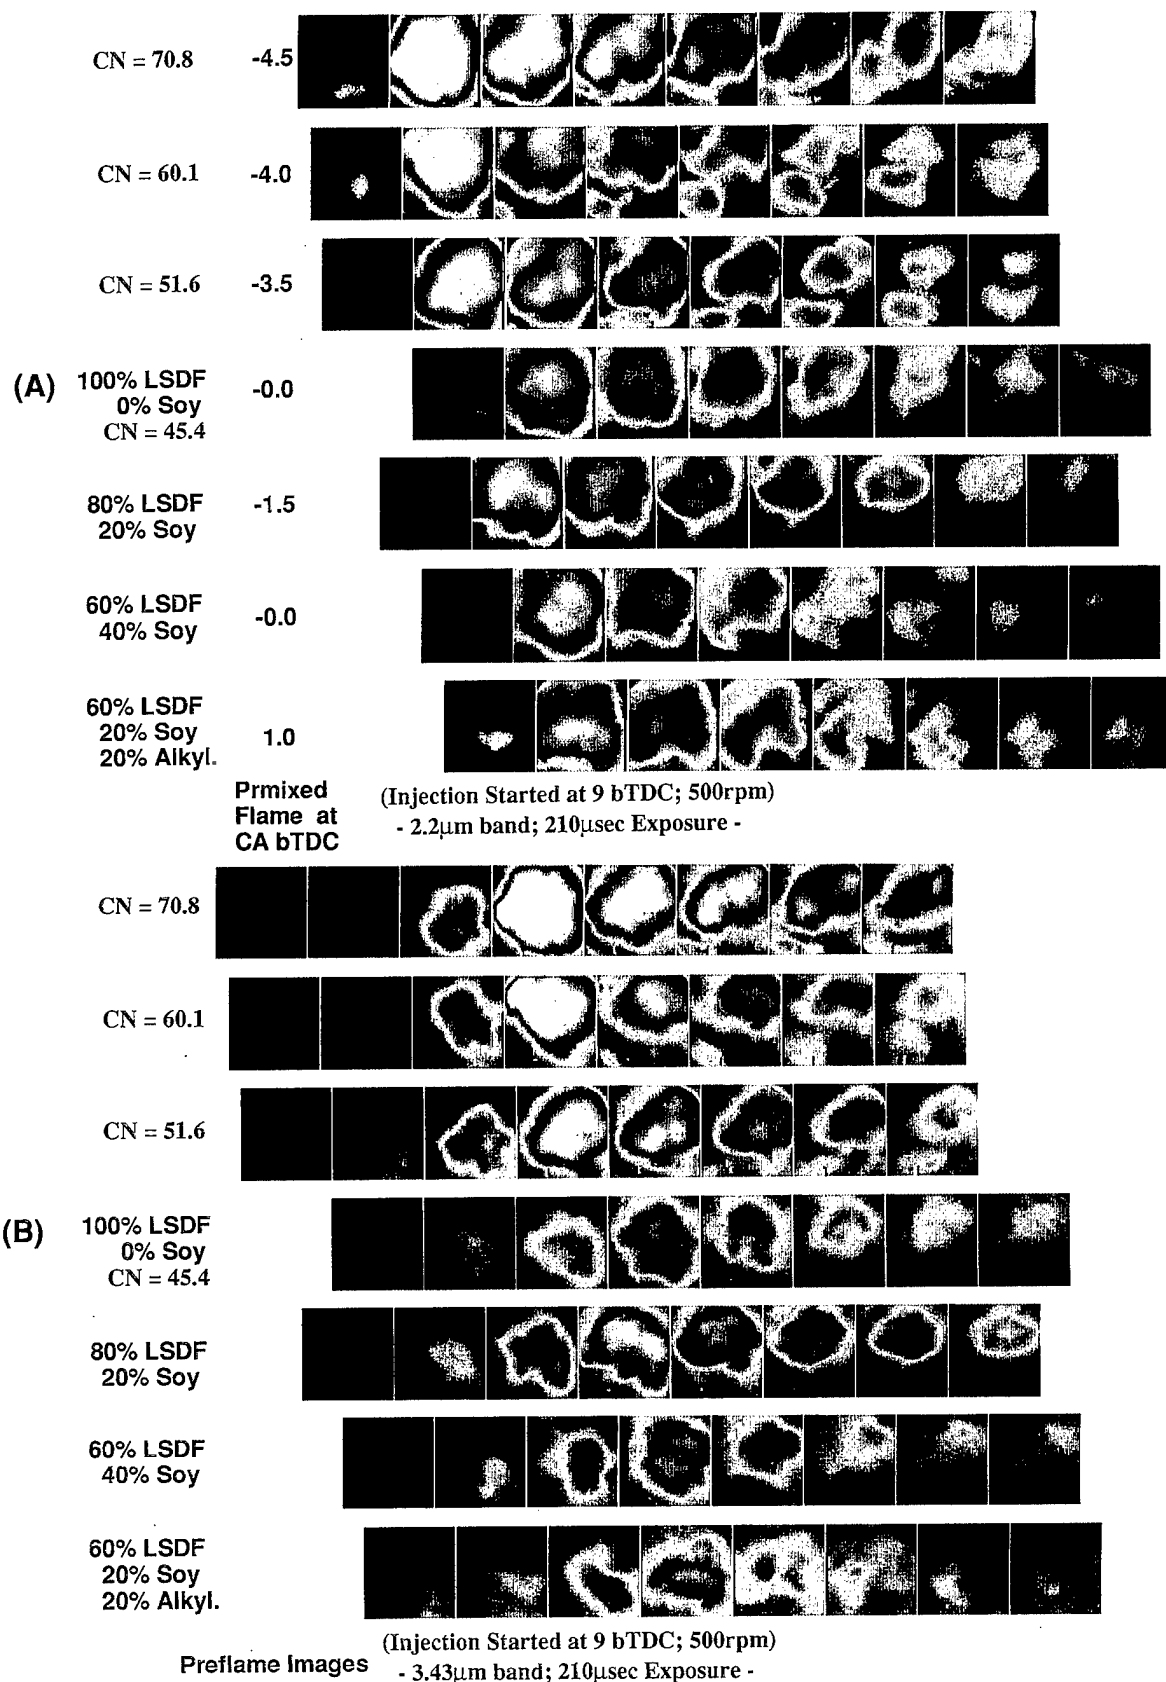 CN = 70.8 -4.5
CN = 60.1 -4.0
CN = 51.6 -3.5
(A) 100% LSDF -0.0
0% Soy
CN = 45.4
80% LSDF -1.5
20% Soy
60% LSDF -0.0
40% Soy
60% LSDF
20% Soy 1.0
20% Alkyl.
Prmixed
Flame at
CA bTDC
(Injection Started at 9 bTDC; 500rpm)
- 2.2µm band; 210µsec Exposure -
CN = 70.8
CN = 60.1
CN = 51.6
(B) 100% LSDF
0% Soy
CN = 45.4
80% LSDF
20% Soy
60% LSDF
40% Soy
60% LSDF
20% Soy
20% Alkyl.
(Injection Started at 9 bTDC; 500rpm)
Preflame Images - 3.43µm band; 210µsec Exposure -